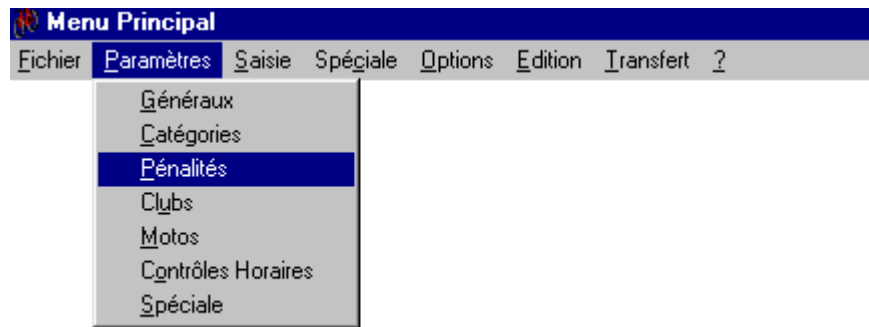 Menu Principal
Fichier Paramètres Saisie Spéciale Options Edition Transfert ?
Généraux
Catégories
Pénalités
Clubs
Motos
Contrôles Horaires
Spéciale